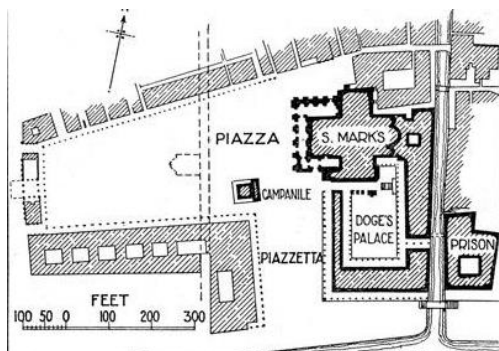 N
PIAZZA
S. MARKS
CAMPANILE
DOGE'S
PALACE
PRISON
PIAZZETTA
FEET
100 50 0 100 200 300